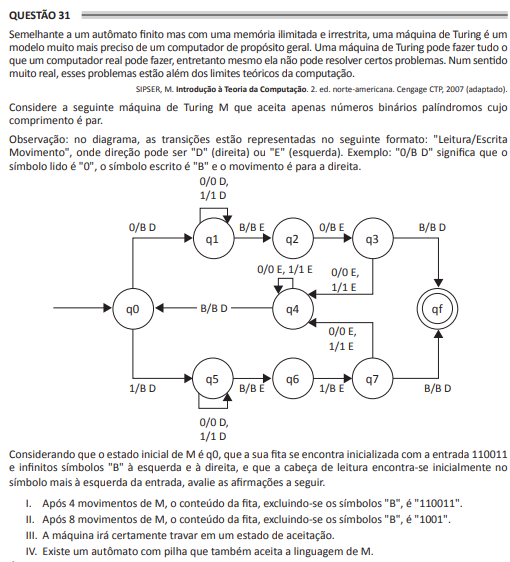 QUESTÃO 31
Semelhante a um autômato finito mas com uma memória ilimitada e irrestrita, uma máquina de Turing é um
modelo muito mais preciso de um computador de propósito geral. Uma máquina de Turing pode fazer tudo o
que um computador real pode fazer, entretanto mesmo ela não pode resolver certos problemas. Num sentido
muito real, esses problemas estão além dos limites teóricos da computação.
SIPSER, M. Introdução à Teoria da Computação. 2. ed. norte-americana. Cengage CTP, 2007 (adaptado).
Considere a seguinte máquina de Turing M que aceita apenas números binários palíndromos cujo
comprimento é par.
Observação: no diagrama, as transições estão representadas no seguinte formato: "Leitura/Escrita
Movimento", onde direção pode ser "D" (direita) ou "E" (esquerda). Exemplo: "0/B D" significa que o
símbolo lido é "0", o símbolo escrito é "B" e o movimento é para a direita.
0/0 D,
1/1 D
0/B D
B/B E
0/B E
B/B D
q1
q2
q3
0/0 E, 1/1 E
0/0 E,
1/1 E
q0
B/B D
q4
qf
0/0 E,
1/1 E
q5
q6
q7
1/B D
B/B E
1/B E
B/B D
0/0 D,
1/1 D
Considerando que o estado inicial de M é q0, que a sua fita se encontra inicializada com a entrada 110011
e infinitos símbolos "B" à esquerda e à direita, e que a cabeça de leitura encontra-se inicialmente no
símbolo mais à esquerda da entrada, avalie as afirmações a seguir.
I. Após 4 movimentos de M, o conteúdo da fita, excluindo-se os símbolos "B", é "110011".
II. Após 8 movimentos de M, o conteúdo da fita, excluindo-se os símbolos "B", é "1001".
III. A máquina irá certamente travar em um estado de aceitação.
IV. Existe um autômato com pilha que também aceita a linguagem de M.